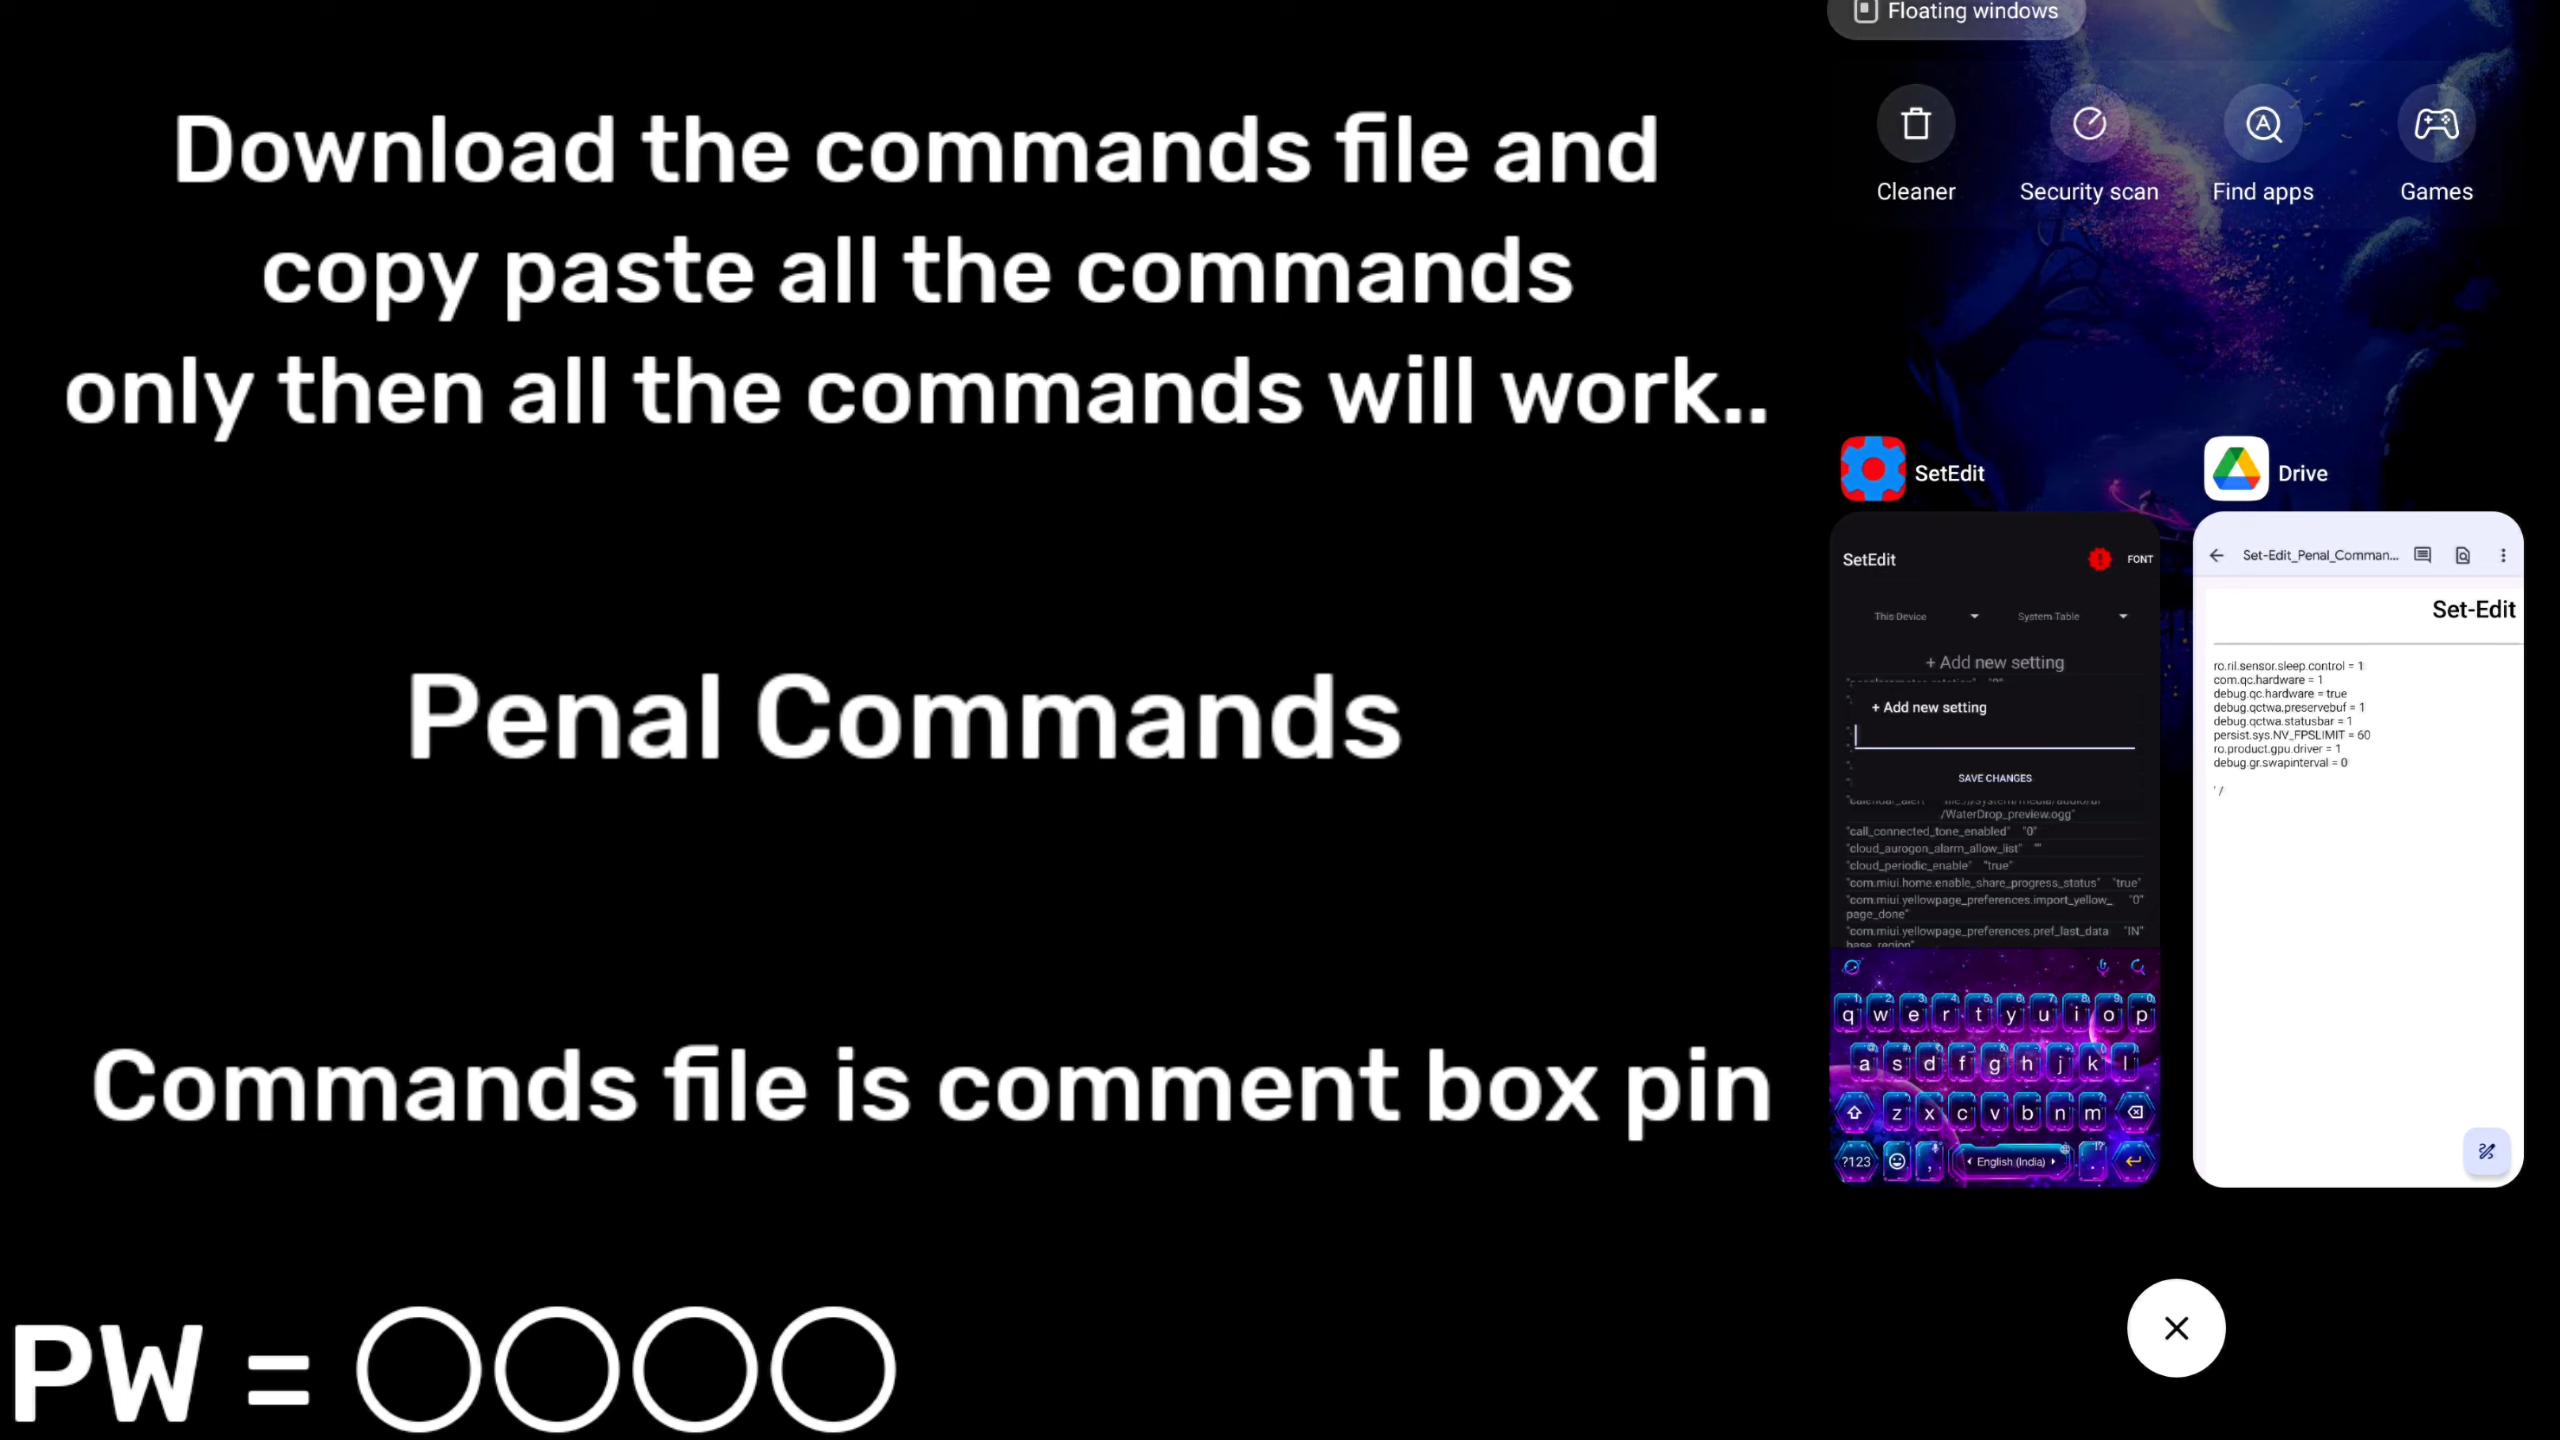 Download the commands file and
copy paste all the commands
only then all the commands will work..
Penal Commands
Commands file is comment box pin
PW = ○○○○
Floating windows
Cleaner
Security scan
Find apps
Games
SetEdit
Drive
SetEdit
FONT
This Device
System Table
+ Add new setting
+ Add new setting
SAVE CHANGES
/WaterDrop_preview.ogg"
"call_connected_tone_enabled" "0"
"cloud_aurogon_alarm_allow_list" ""
"cloud_periodic_enable" "true"
"com.miui.home.enable_share_progress_status" "true"
"com.miui.yellowpage_preferences.import_yellow_ "0"
page_done"
"com.miui.yellowpage_preferences.pref_last_data "IN"
base_region"
q w e r t y u i o p
a s d f g h j k l
z x c v b n m
?123 , English (India) .
Set-Edit_Penal_Comman...
Set-Edit
ro.ril.sensor.sleep.control = 1
com.qc.hardware = 1
debug.qc.hardware = true
debug.qctwa.preservebuf = 1
debug.qctwa.statusbar = 1
persist.sys.NV_FPSLIMIT = 60
ro.product.gpu.driver = 1
debug.gr.swapinterval = 0
' /